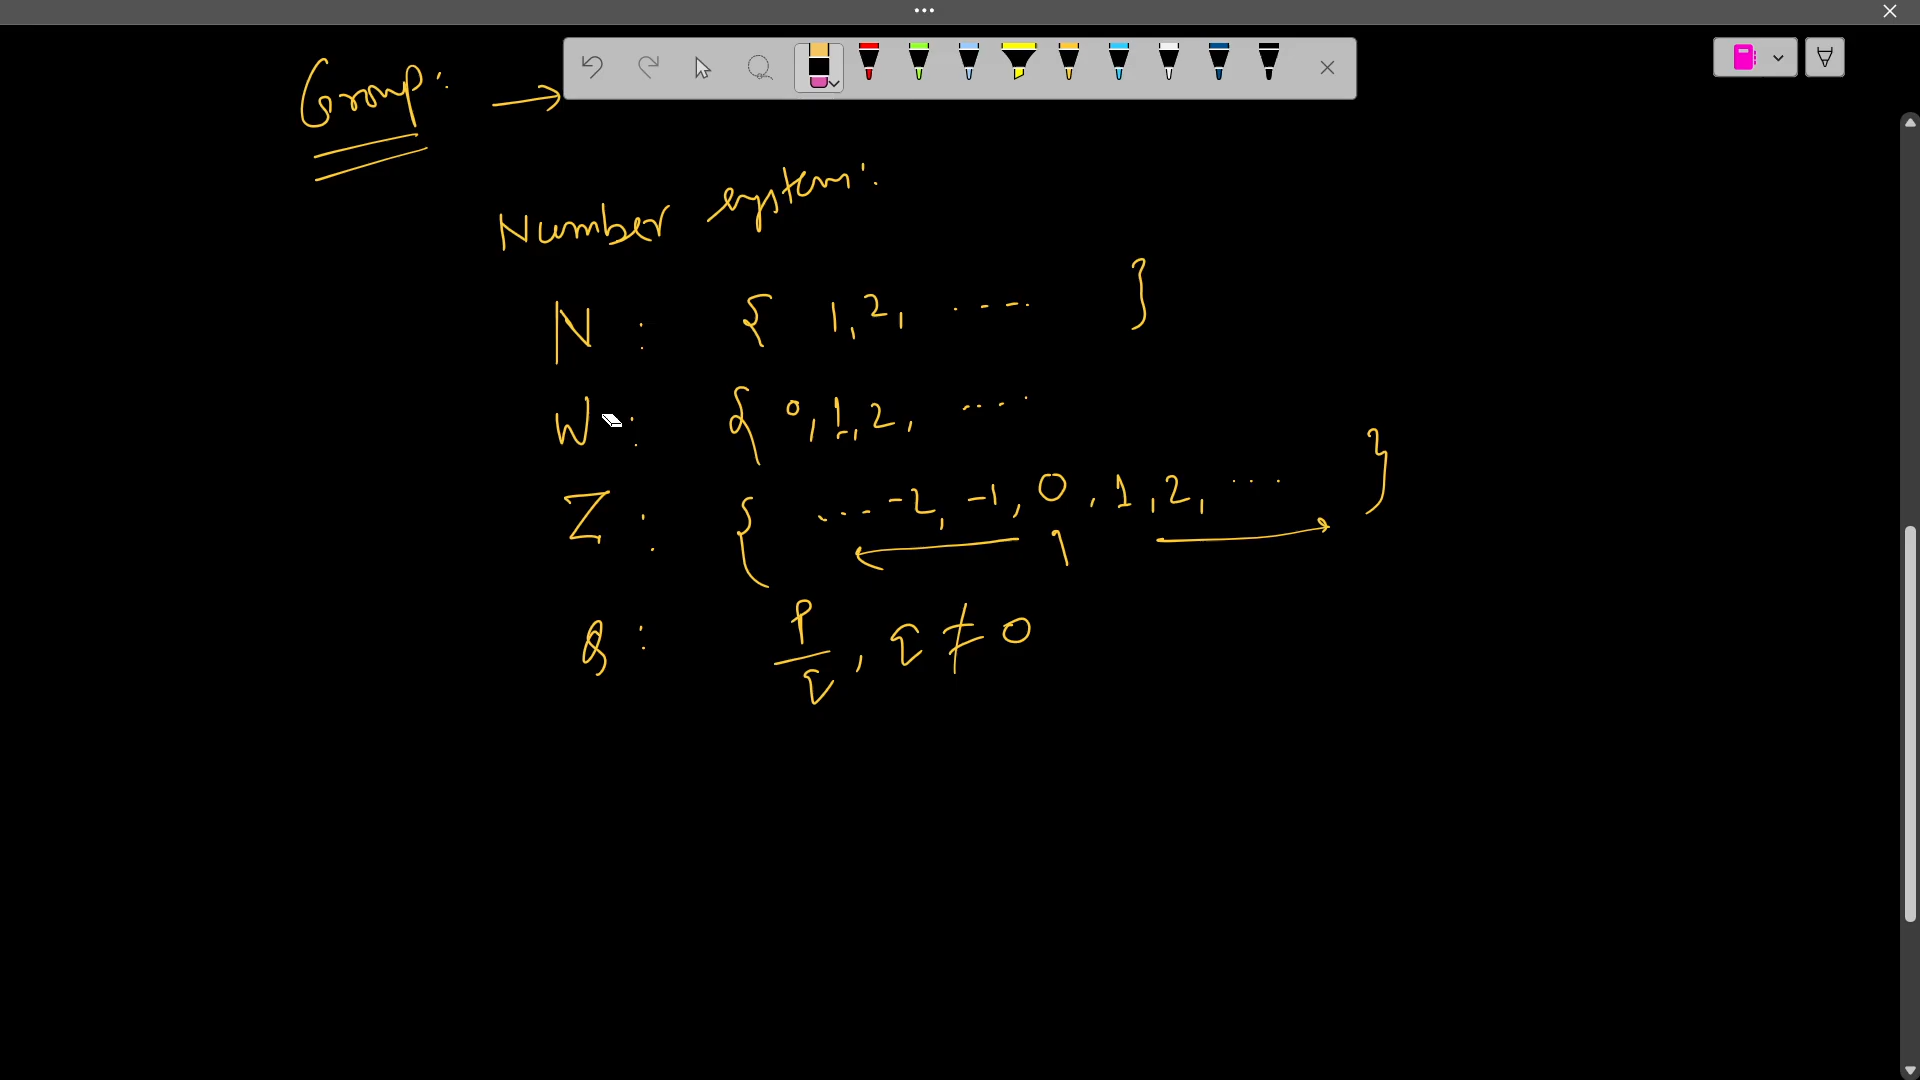 Group: →
Number system:
N : { 1, 2, ..... }
W : { 0, 1, 2, ....
Z : { ... -2, -1, 0, 1, 2, ... }
Q : p/q, q ≠ 0